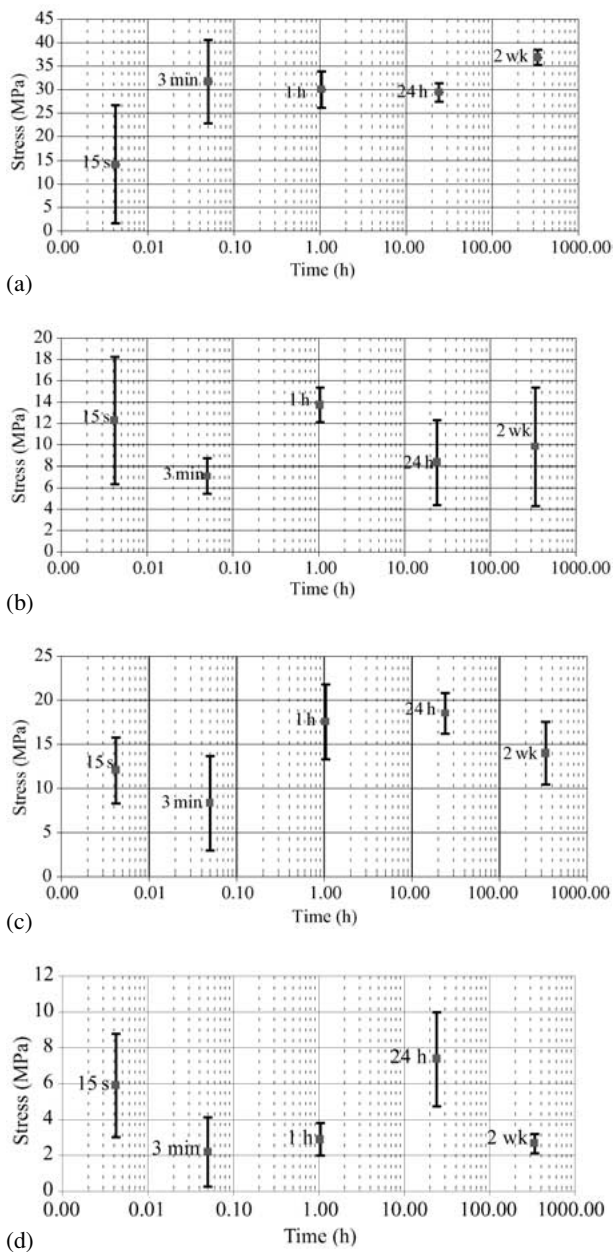 45
40
35
30
25
20
15
10
5
0
Stress (MPa)
15 s
3 min
1 h
24 h
2 wk
0.00 0.01 0.10 1.00 10.00 100.00 1000.00
Time (h)
(a)
20
18
16
14
12
10
8
6
4
2
0
Stress (MPa)
15 s
3 min
1 h
24 h
2 wk
0.00 0.01 0.10 1.00 10.00 100.00 1000.00
Time (h)
(b)
25
20
15
10
5
0
Stress (MPa)
15 s
3 min
1 h
24 h
2 wk
0.00 0.01 0.10 1.00 10.00 100.00 1000.00
Time (h)
(c)
12
10
8
6
4
2
0
Stress (MPa)
15 s
3 min
1 h
24 h
2 wk
0.00 0.01 0.10 1.00 10.00 100.00 1000.00
Time (h)
(d)